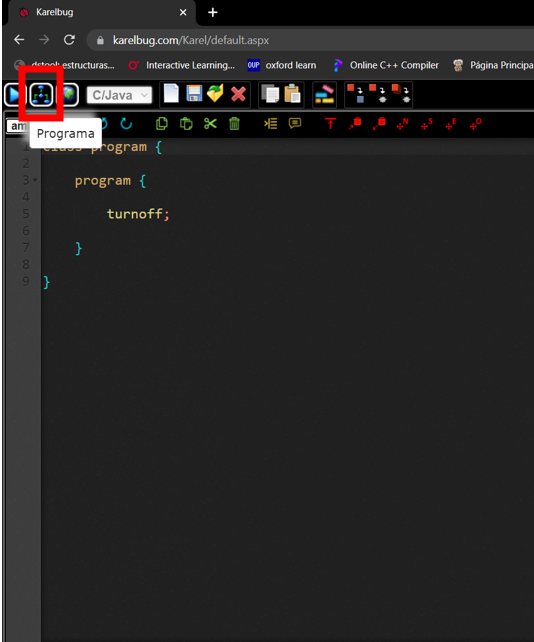 Karelbug
karelbug.com/Karel/default.aspx
dstool: estructuras...
Interactive Learning...
OUP oxford learn
Online C++ Compiler
Página Principa
C/Java
am
Programa
N
S
E
O
1 class program {
2
3 program {
4
5 turnoff;
6
7 }
8
9 }